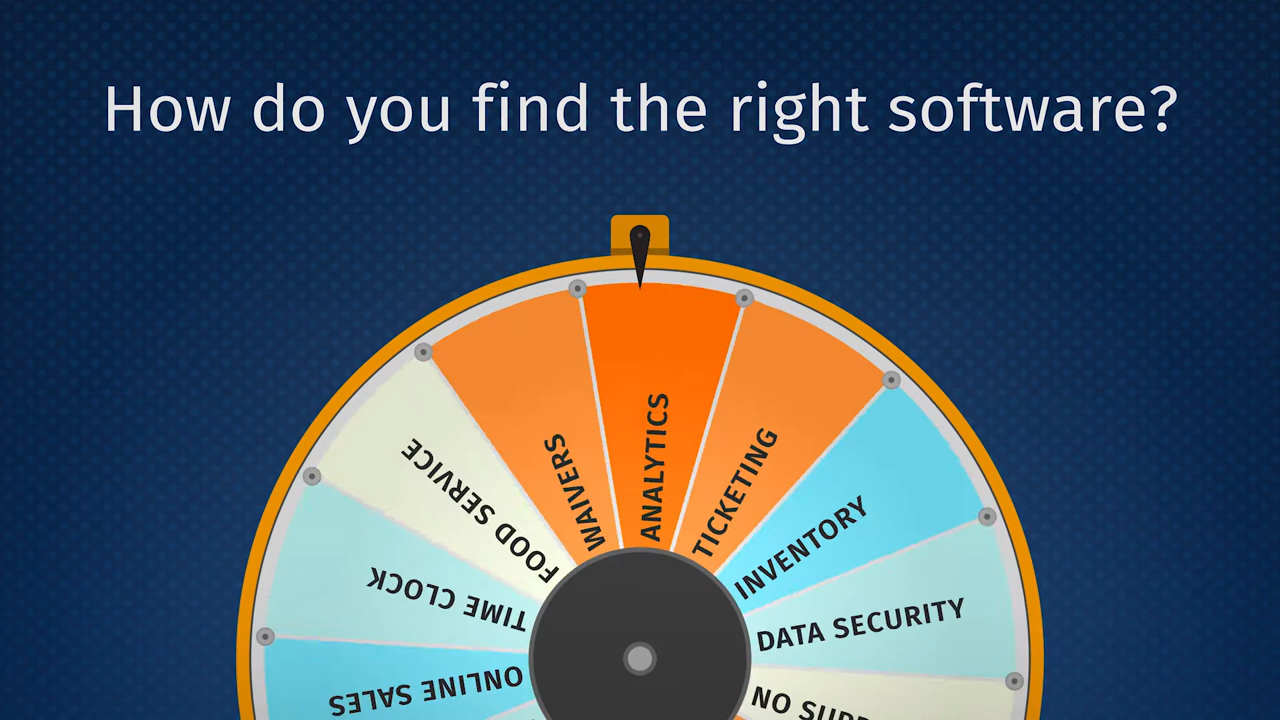 How do you find the right software?
ONLINE SALES
TIME CLOCK
FOOD SERVICE
WAIVERS
ANALYTICS
TICKETING
INVENTORY
DATA SECURITY
NO